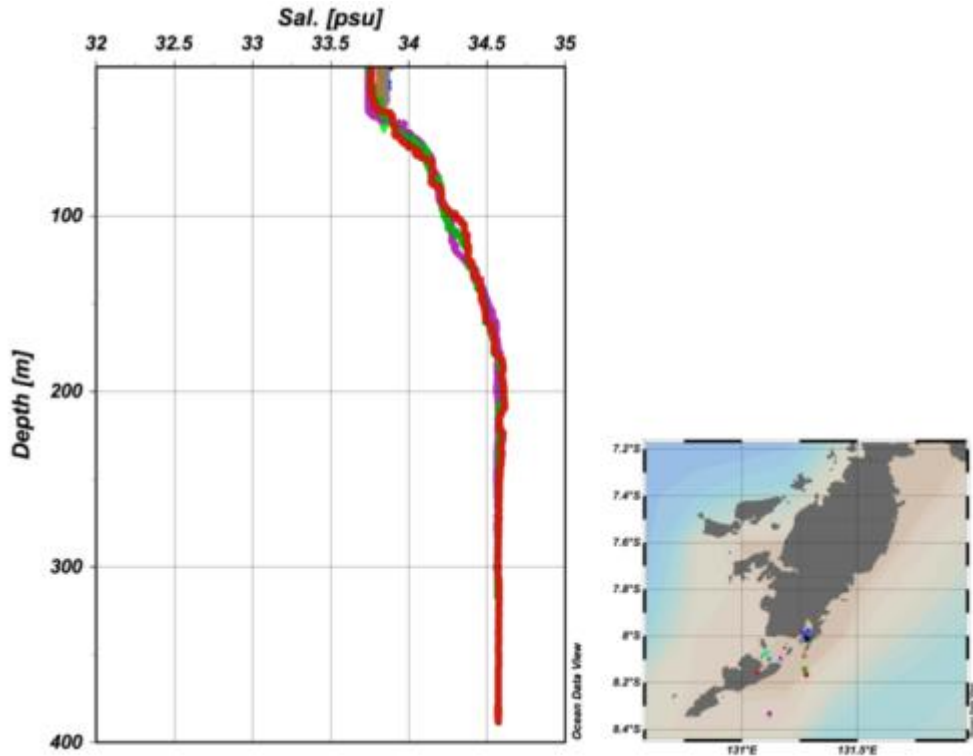 Sal. [psu]
32 32.5 33 33.5 34 34.5 35
Depth [m]
100
200
300
400
Ocean Data View
7.2°S
7.4°S
7.6°S
7.8°S
8°S
8.2°S
8.4°S
131°E 131.5°E